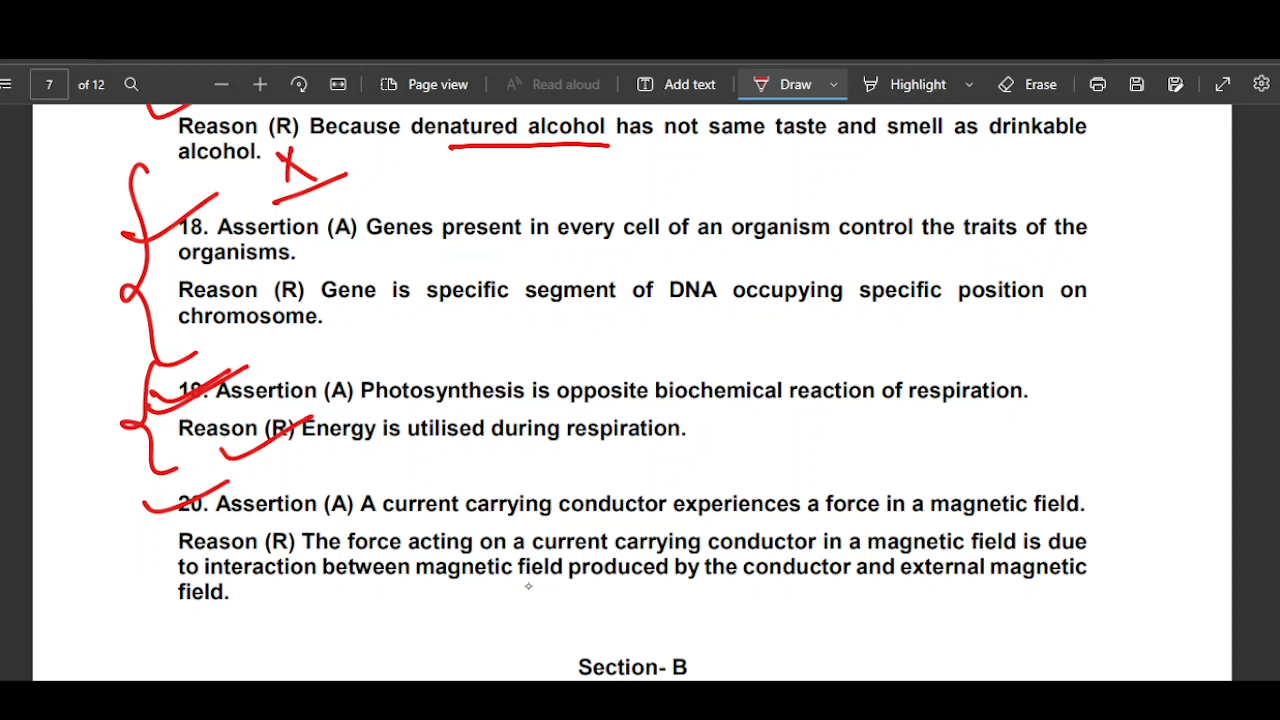 7 of 12 Page view Read aloud Add text Draw Highlight Erase
Reason (R) Because denatured alcohol has not same taste and smell as drinkable
alcohol.
18. Assertion (A) Genes present in every cell of an organism control the traits of the
organisms.
Reason (R) Gene is specific segment of DNA occupying specific position on
chromosome.
19. Assertion (A) Photosynthesis is opposite biochemical reaction of respiration.
Reason (R) Energy is utilised during respiration.
20. Assertion (A) A current carrying conductor experiences a force in a magnetic field.
Reason (R) The force acting on a current carrying conductor in a magnetic field is due
to interaction between magnetic field produced by the conductor and external magnetic
field.
Section- B